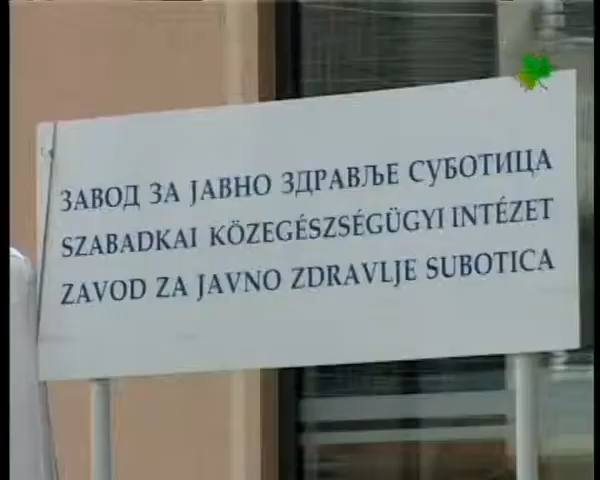 ЗАВОД ЗА ЈАВНО ЗДРАВЉЕ СУБОТИЦА
SZABADKAI KÖZEGÉSZSÉGÜGYI INTÉZET
ZAVOD ZA JAVNO ZDRAVLJE SUBOTICA